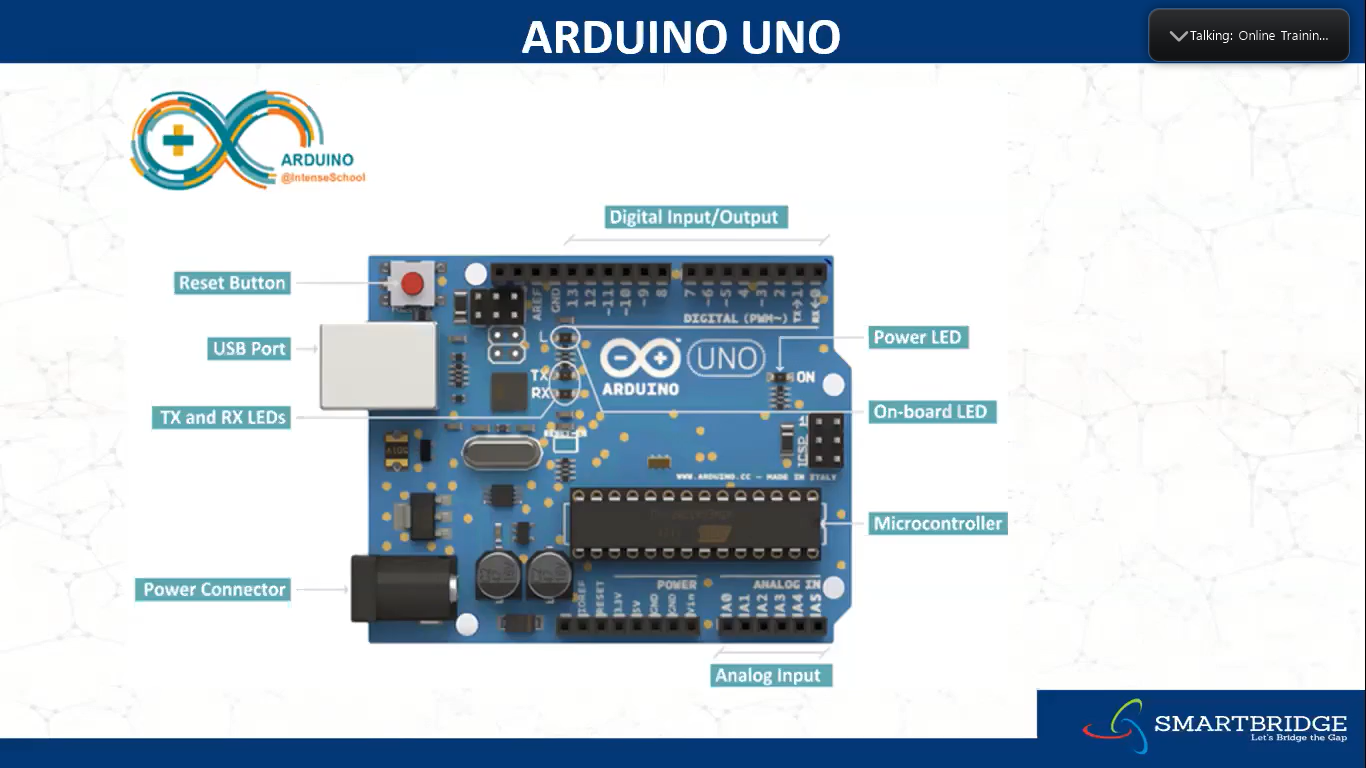 ARDUINO UNO
Talking: Online Trainin...
ARDUINO
@IntenseSchool
Digital Input/Output
Reset Button
USB Port
TX and RX LEDs
Power Connector
Power LED
On-board LED
Microcontroller
Analog Input
AREF
GND
13
12
~11
~10
~9
8
7
~6
~5
4
~3
2
TX→1
RX←0
DIGITAL (PWM~)
L
TX
RX
ARDUINO
UNO
ON
ICSP
1
WWW.ARDUINO.CC - MADE IN ITALY
POWER
ANALOG IN
IOREF
RESET
3.3V
5V
GND
GND
Vin
A0
A1
A2
A3
A4
A5
SMARTBRIDGE
Let's Bridge the Gap